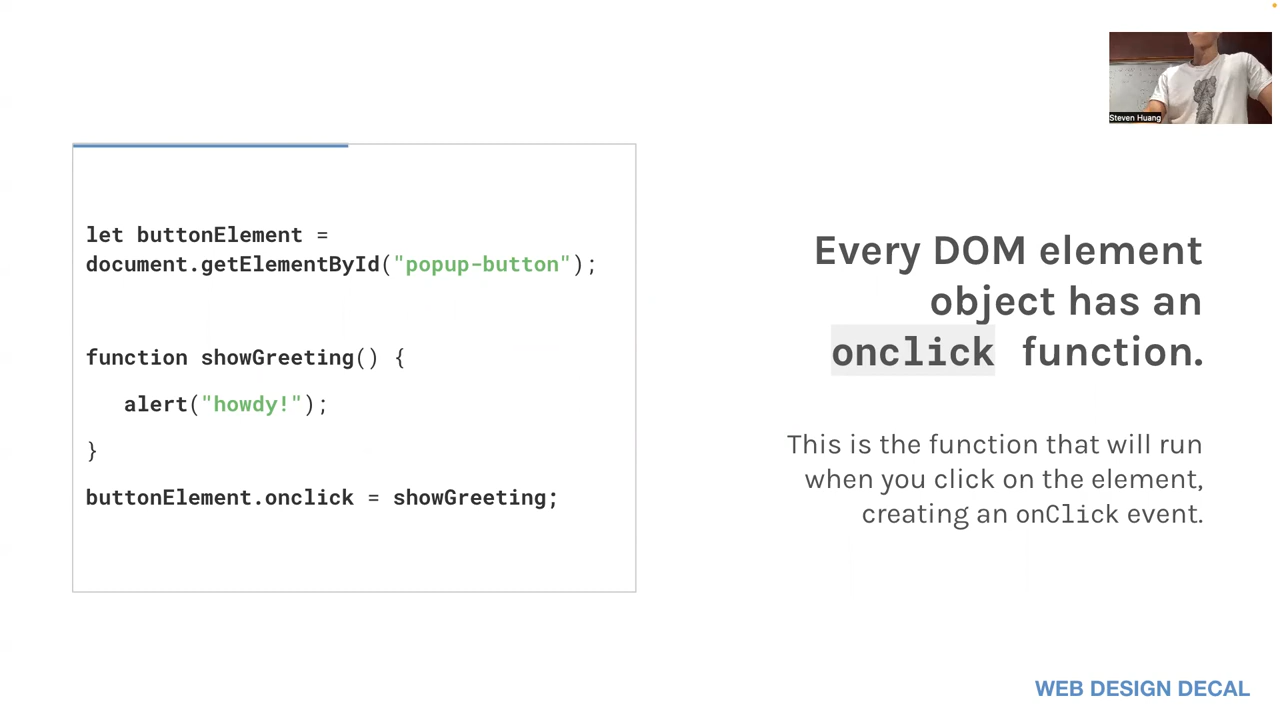 Steven Huang
let buttonElement =
document.getElementById("popup-button");
function showGreeting() {
alert("howdy!");
}
buttonElement.onclick = showGreeting;
Every DOM element
object has an
onclick function.
This is the function that will run
when you click on the element,
creating an onClick event.
WEB DESIGN DECAL